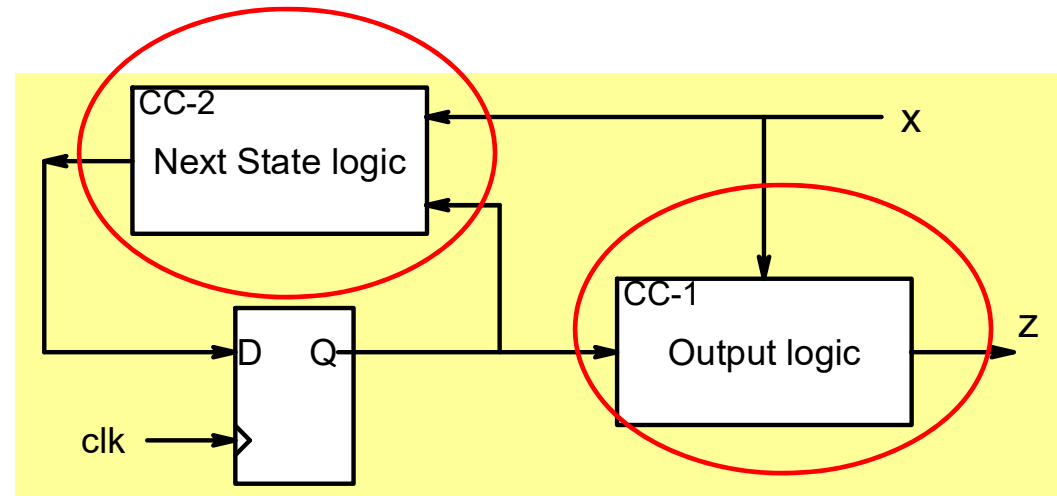 CC-2
Next State logic
x
CC-1
Output logic
z
D Q
clk